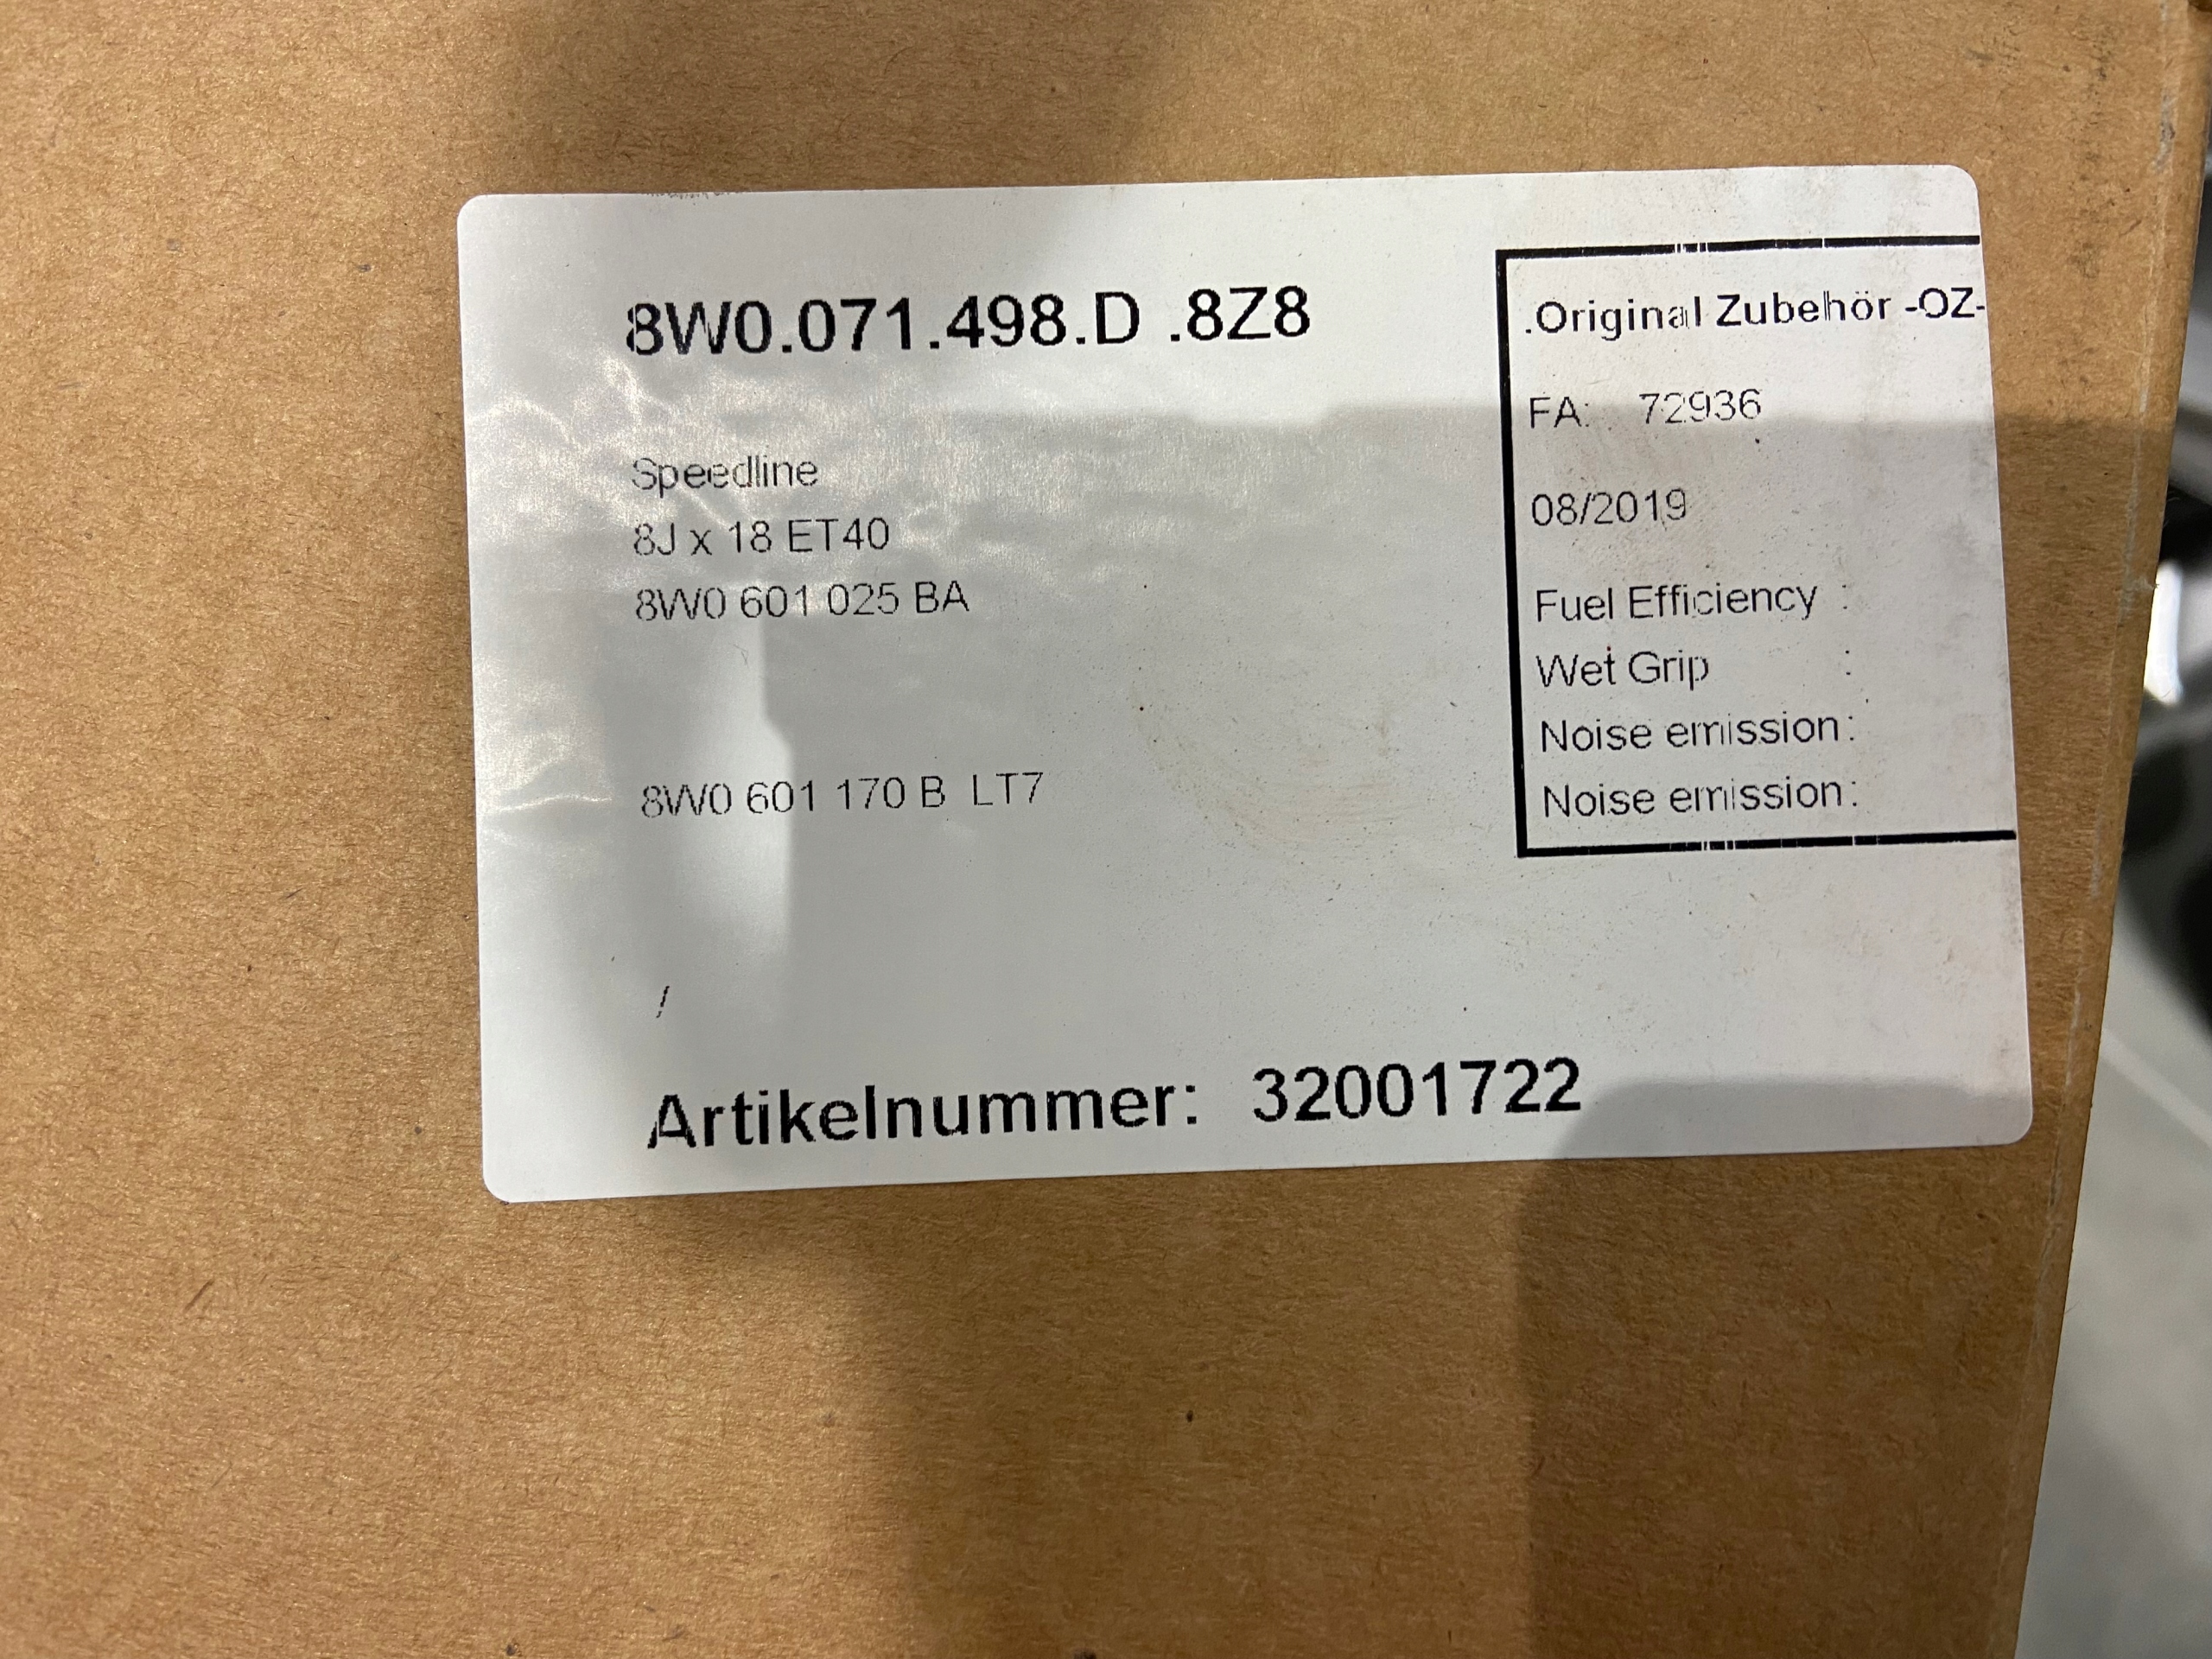 8W0.071.498.D .8Z8
Speedline
8J x 18 ET40
8W0 601 025 BA
8W0 601 170 B LT7
/
Artikelnummer: 32001722
.Original Zubehör -OZ-
FA: 72936
08/2019
Fuel Efficiency :
Wet Grip :
Noise emission:
Noise emission: